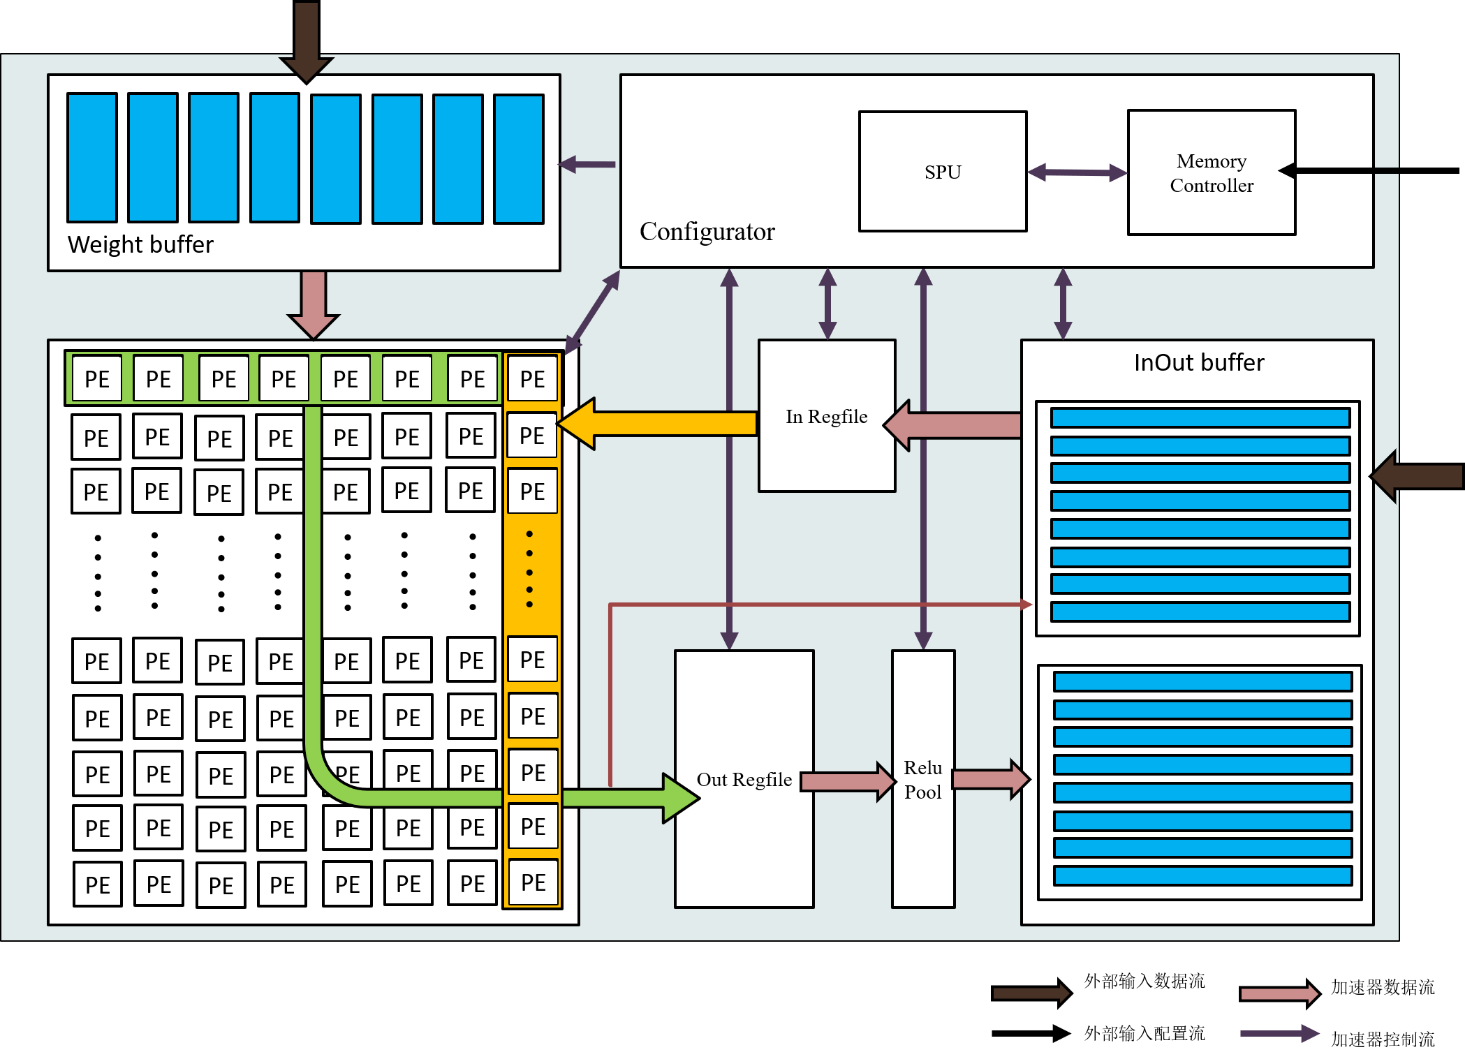 Weight buffer
SPU
Memory
Controller
Configurator
PE PE PE PE PE PE PE PE
PE PE PE PE PE PE PE PE
PE PE PE PE PE PE PE PE
PE PE PE PE PE PE PE PE
PE PE PE PE PE PE PE PE
PE PE PE PE PE PE PE PE
PE PE PE PE PE PE PE PE
PE PE PE PE PE PE PE PE
In Regfile
InOut buffer
Out Regfile
Relu
Pool
外部输入数据流
加速器数据流
外部输入配置流
加速器控制流